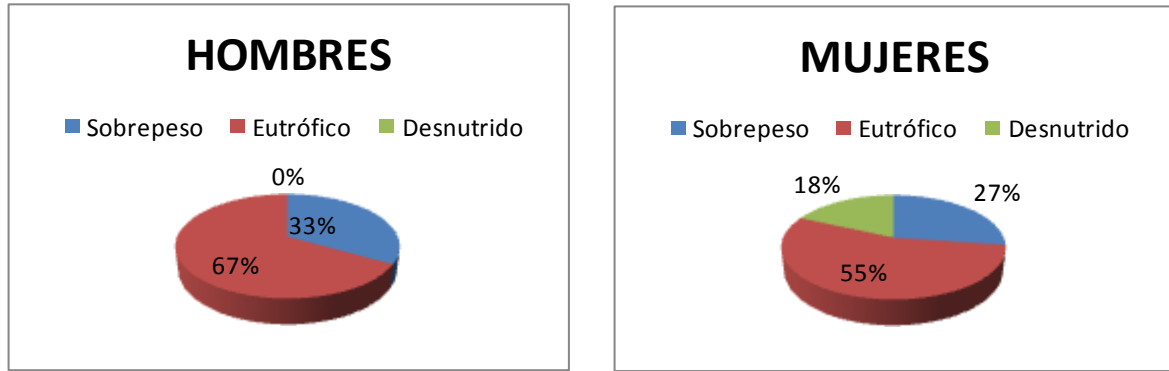 HOMBRES
Sobrepeso Eutrófico Desnutrido
0%
33%
67%
MUJERES
Sobrepeso Eutrófico Desnutrido
18%
27%
55%